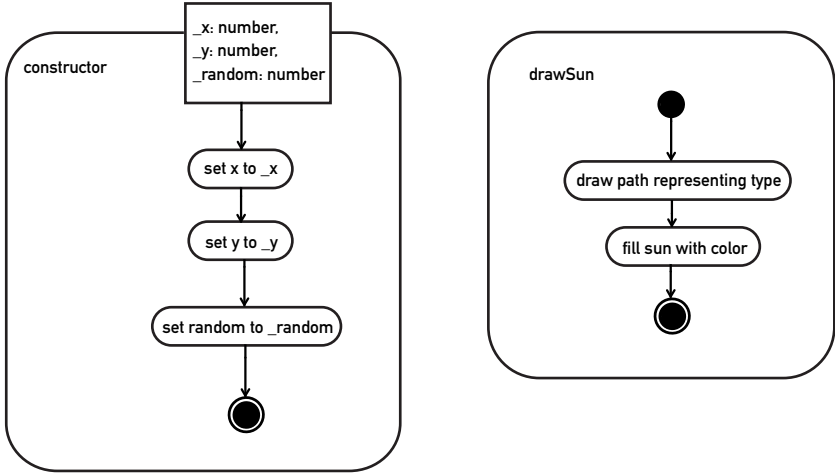 _x: number,
_y: number,
_random: number
constructor
set x to _x
set y to _y
set random to _random
drawSun
draw path representing type
fill sun with color